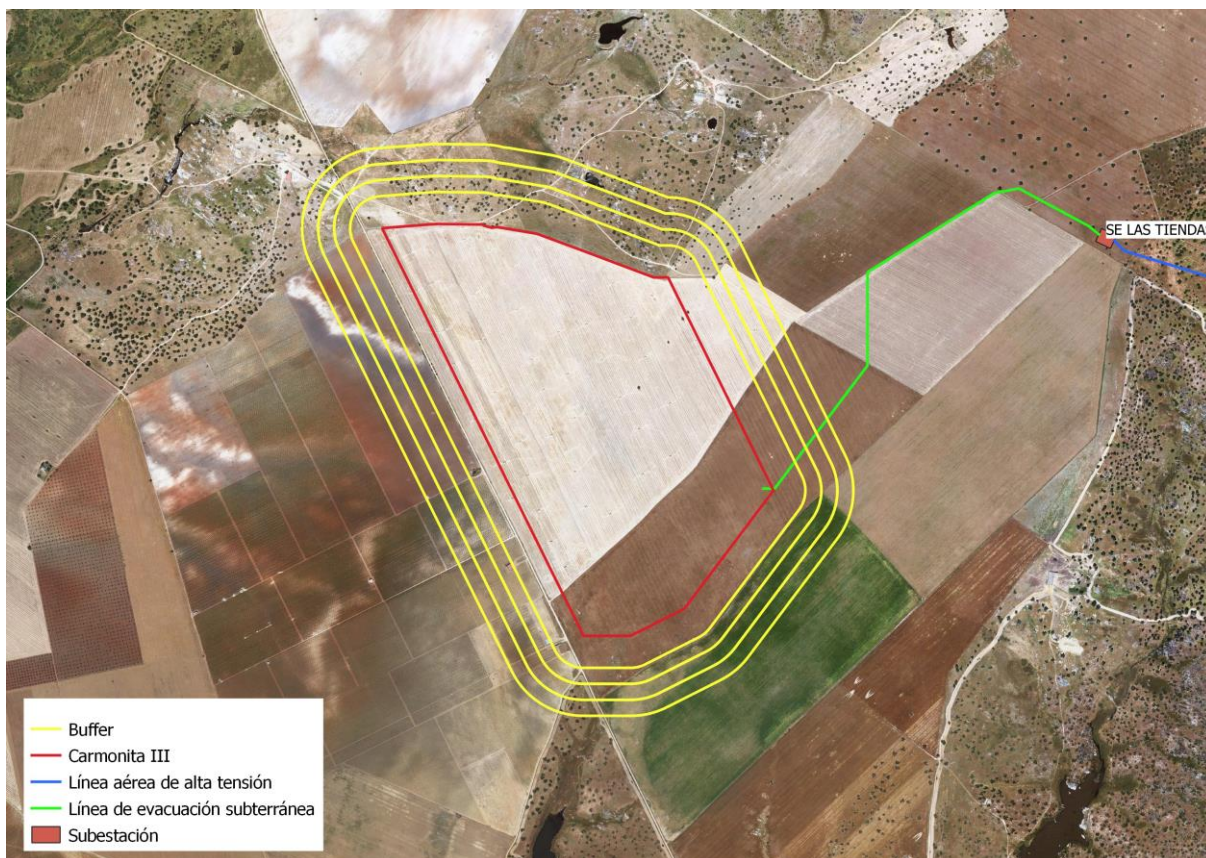 SE LAS TIENDA
Buffer
Carmonita III
Línea aérea de alta tensión
Línea de evacuación subterránea
Subestación